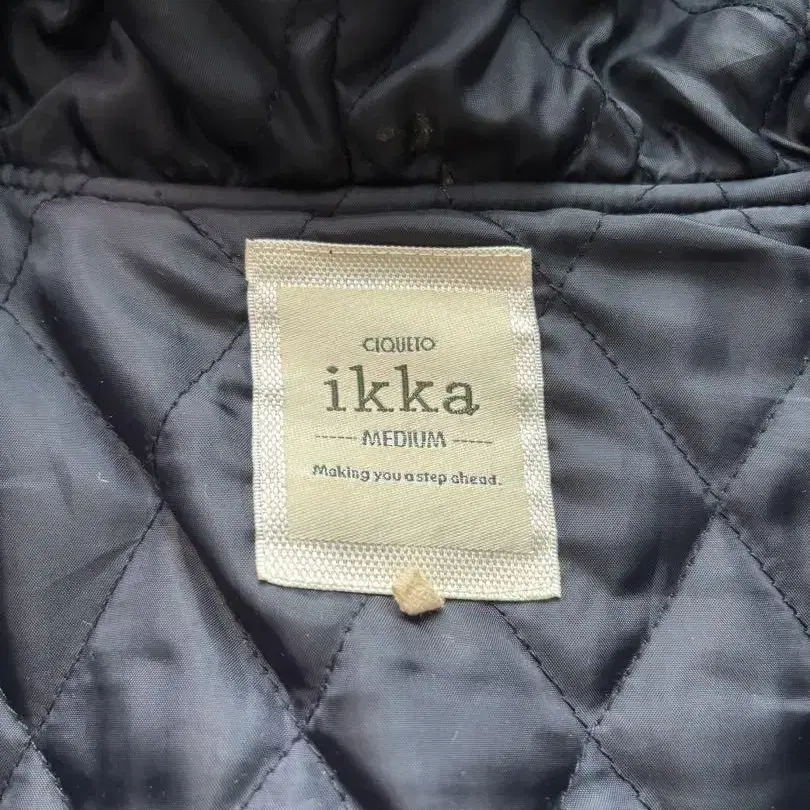 CIQUETO
ikka
MEDIUM
Making you a step ahead.